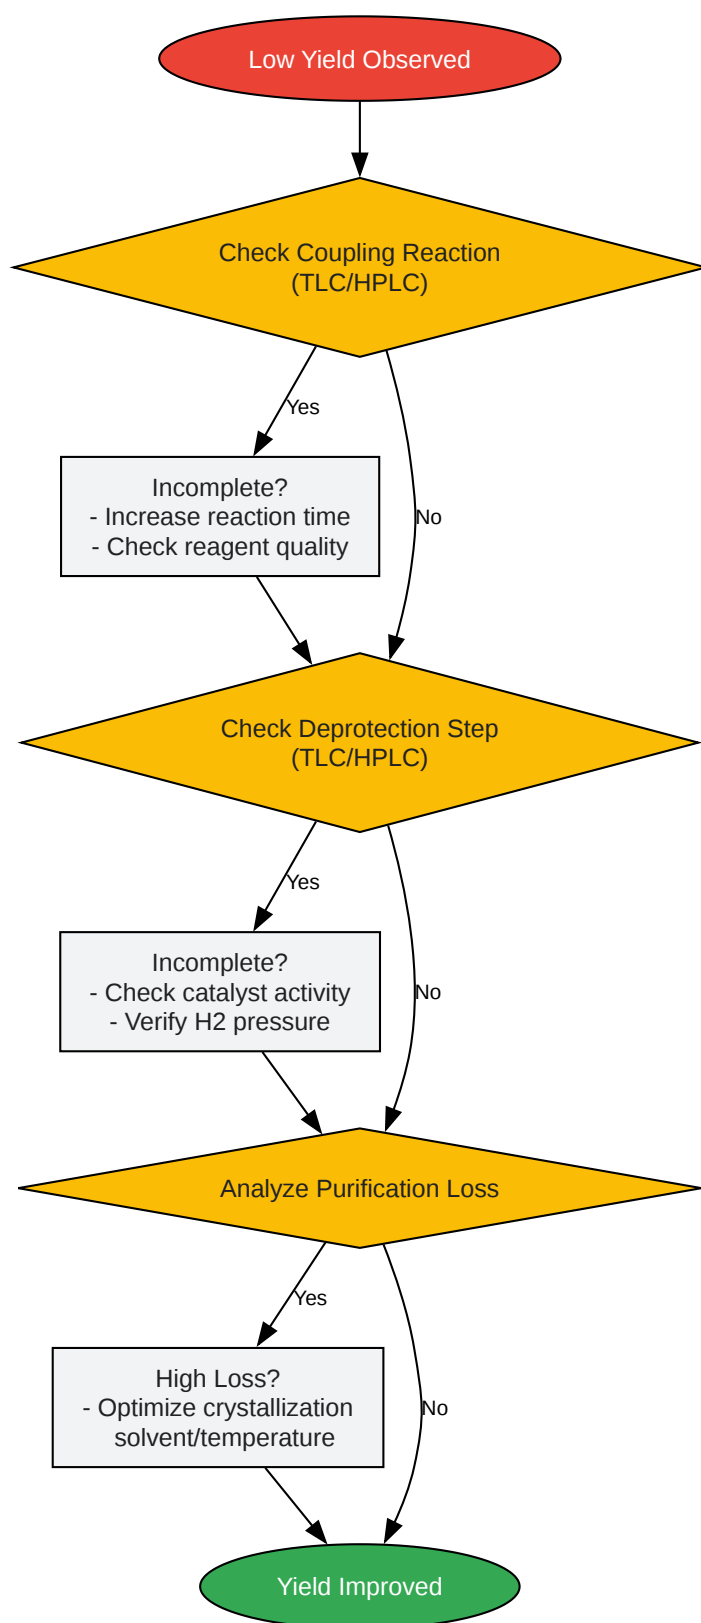 Low Yield Observed
Check Coupling Reaction
(TLC/HPLC)
Yes
Incomplete?
- Increase reaction time
- Check reagent quality
No
Check Deprotection Step
(TLC/HPLC)
Yes
Incomplete?
- Check catalyst activity
- Verify H2 pressure
No
Analyze Purification Loss
Yes
High Loss?
- Optimize crystallization
solvent/temperature
No
Yield Improved